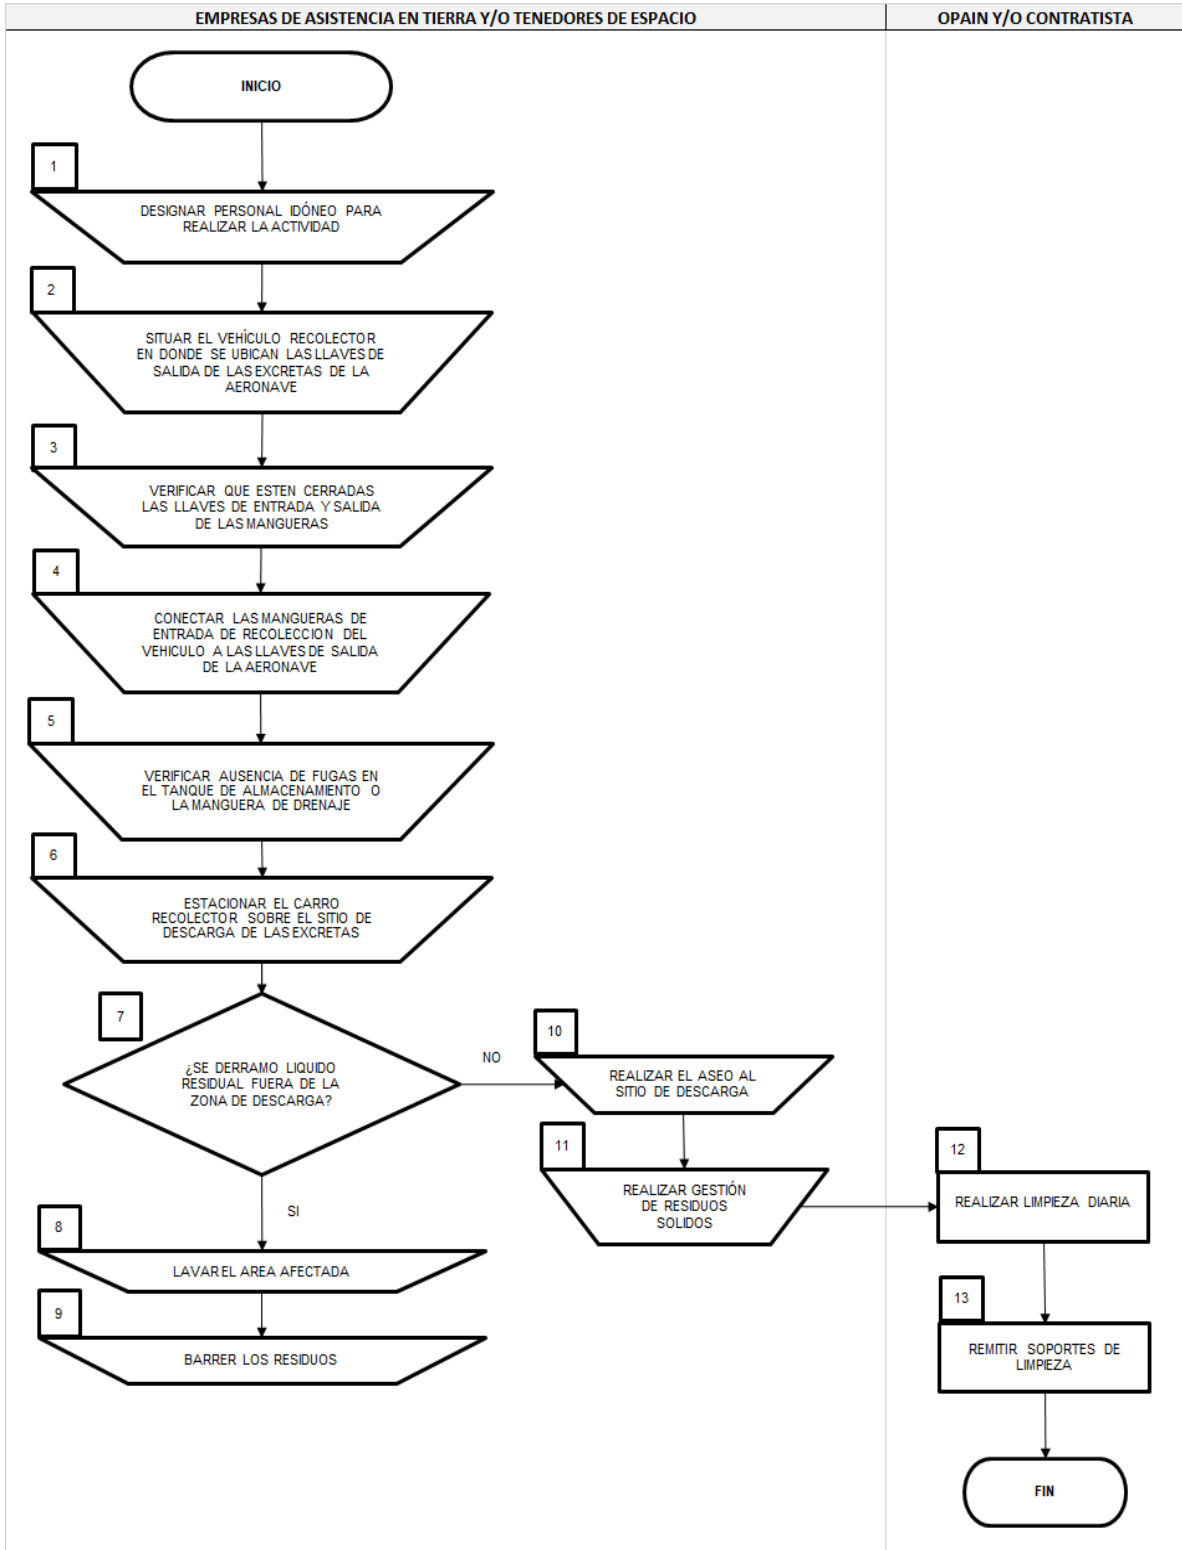 EMPRESAS DE ASISTENCIA EN TIERRA Y/O TENEDORES DE ESPACIO
OPAIN Y/O CONTRATISTA
INICIO
1
DESIGNAR PERSONAL IDÓNEO PARA
REALIZAR LA ACTIVIDAD
2
SITUAR EL VEHÍCULO RECOLECTOR
EN DONDE SE UBICAN LAS LLAVES DE
SALIDA DE LAS EXCRETAS DE LA
AERONAVE
3
VERIFICAR QUE ESTEN CERRADAS
LAS LLAVES DE ENTRADA Y SALIDA
DE LAS MANGUERAS
4
CONECTAR LAS MANGUERAS DE
ENTRADA DE RECOLECCION DEL
VEHICULO A LAS LLAVES DE SALIDA
DE LA AERONAVE
5
VERIFICAR AUSENCIA DE FUGAS EN
EL TANQUE DE ALMACENAMIENTO O
LA MANGUERA DE DRENAJE
6
ESTACIONAR EL CARRO
RECOLECTOR SOBRE EL SITIO DE
DESCARGA DE LAS EXCRETAS
7
¿SE DERRAMO LIQUIDO
RESIDUAL FUERA DE LA
ZONA DE DESCARGA?
NO
SI
8
LAVAR EL AREA AFECTADA
9
BARRER LOS RESIDUOS
10
REALIZAR EL ASEO AL
SITIO DE DESCARGA
11
REALIZAR GESTIÓN
DE RESIDUOS
SOLIDOS
12
REALIZAR LIMPIEZA DIARIA
13
REMITIR SOPORTES DE
LIMPIEZA
FIN